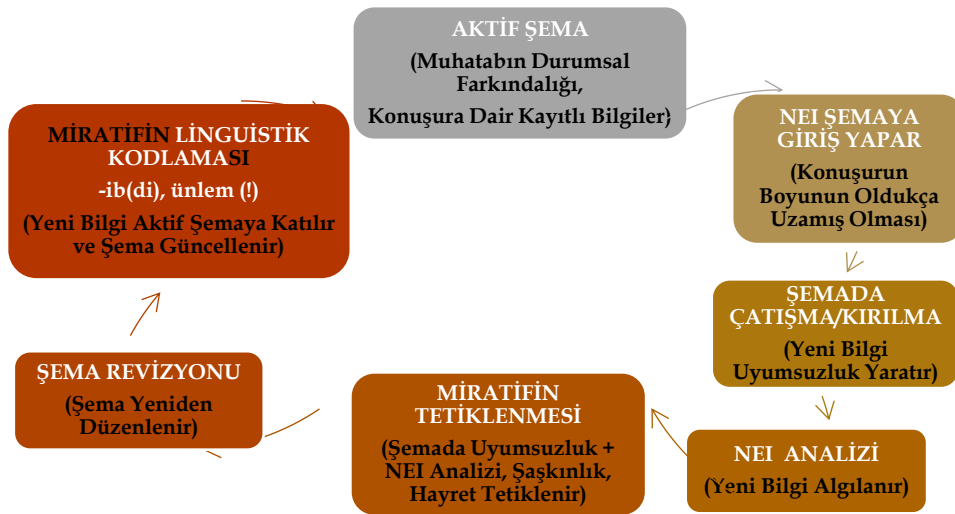 AKTİF ŞEMA
(Muhatabın Durumsal
Farkındalığı,
Konuşura Dair Kayıtlı Bilgiler)
NEI ŞEMAYA
GİRİŞ YAPAR
(Konuşurun
Boyunun Oldukça
Uzamış Olması)
ŞEMADA
ÇATIŞMA/KIRILMA
(Yeni Bilgi
Uyumsuzluk Yaratır)
NEI ANALİZİ
(Yeni Bilgi Algılanır)
MİRATİFİN
TETİKLENMESİ
(Şemada Uyumsuzluk +
NEI Analizi, Şaşkınlık,
Hayret Tetiklenir)
ŞEMA REVİZYONU
(Şema Yeniden
Düzenlenir)
MİRATİFİN LİNGUİSTİK
KODLAMASI
-ib(di), ünlem (!)
(Yeni Bilgi Aktif Şemaya Katılır
ve Şema Güncellenir)